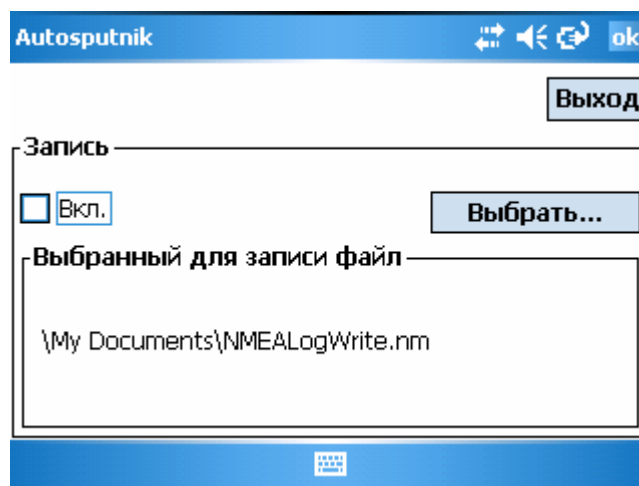 Autosputnik ok
Выход
Запись
Вкл. Выбрать...
Выбранный для записи файл
\My Documents\NMEALogWrite.nm